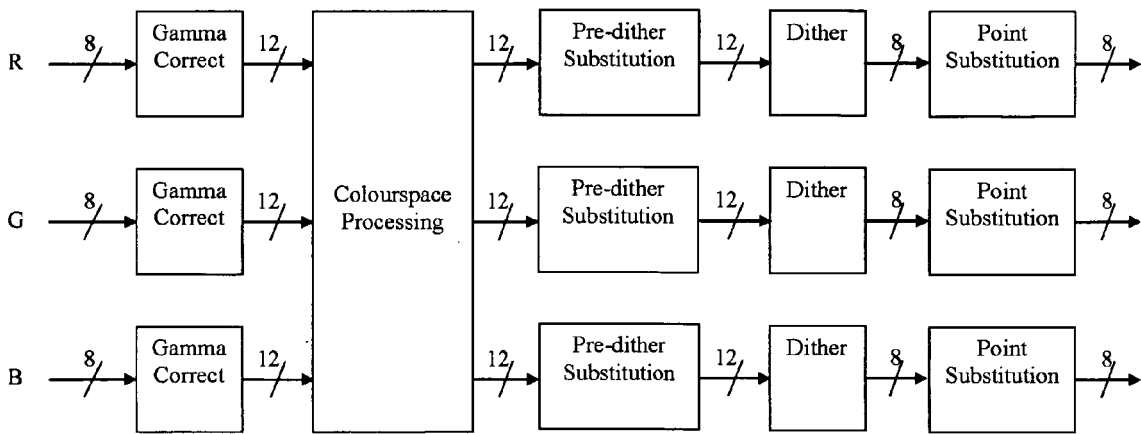 R
8
Gamma
Correct
12
12
Pre-dither
Substitution
12
Dither
8
Point
Substitution
8
G
8
Gamma
Correct
12
Colourspace
Processing
12
Pre-dither
Substitution
12
Dither
8
Point
Substitution
8
B
8
Gamma
Correct
12
12
Pre-dither
Substitution
12
Dither
8
Point
Substitution
8